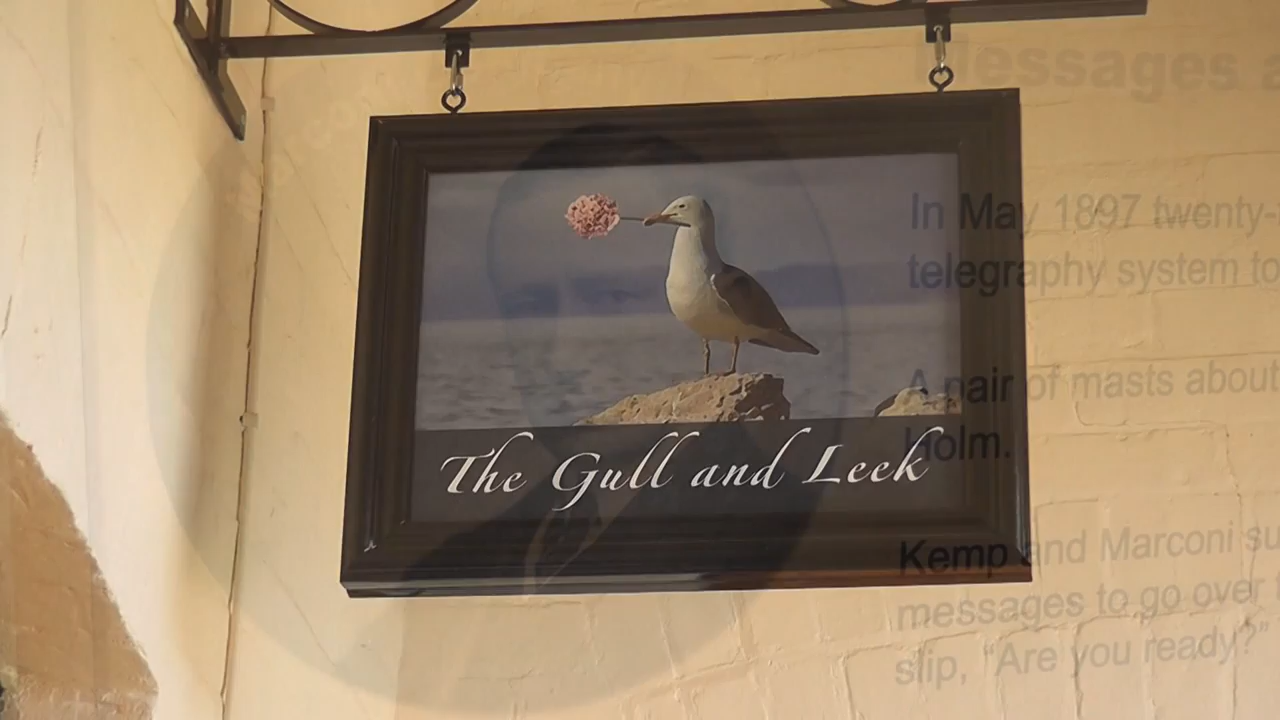 Messages a
In May 1897 twenty-
telegraphy system to
A pair of masts about
Holm.
The Gull and Leek
Kemp and Marconi su
messages to go over
slip, "Are you ready?"